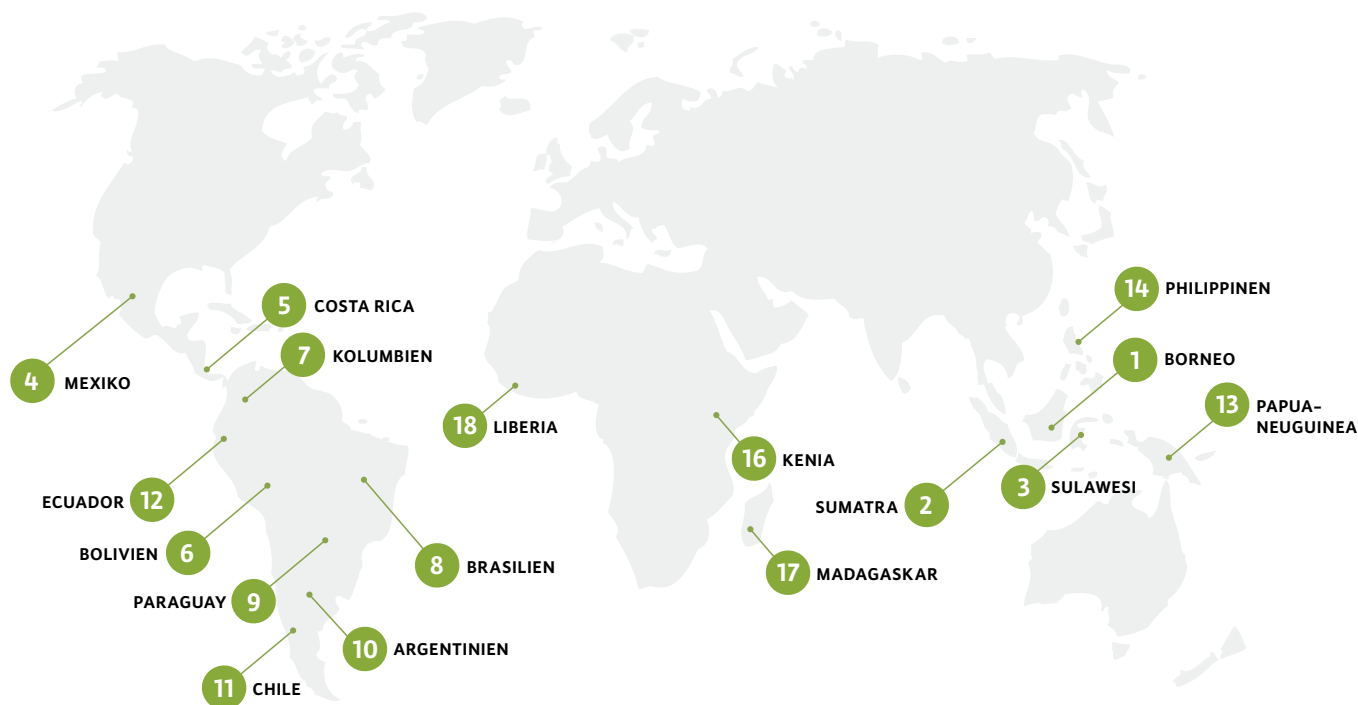 14 PHILIPPINEN
5 COSTA RICA
7 KOLUMBIEN
1 BORNEO
4 MEXIKO
13 PAPUA-
NEUGUINEA
18 LIBERIA
16 KENIA
3 SULAWESI
ECUADOR 12
SUMATRA 2
BOLIVIEN 6
8 BRASILIEN
17 MADAGASKAR
PARAGUAY 9
10 ARGENTINIEN
11 CHILE